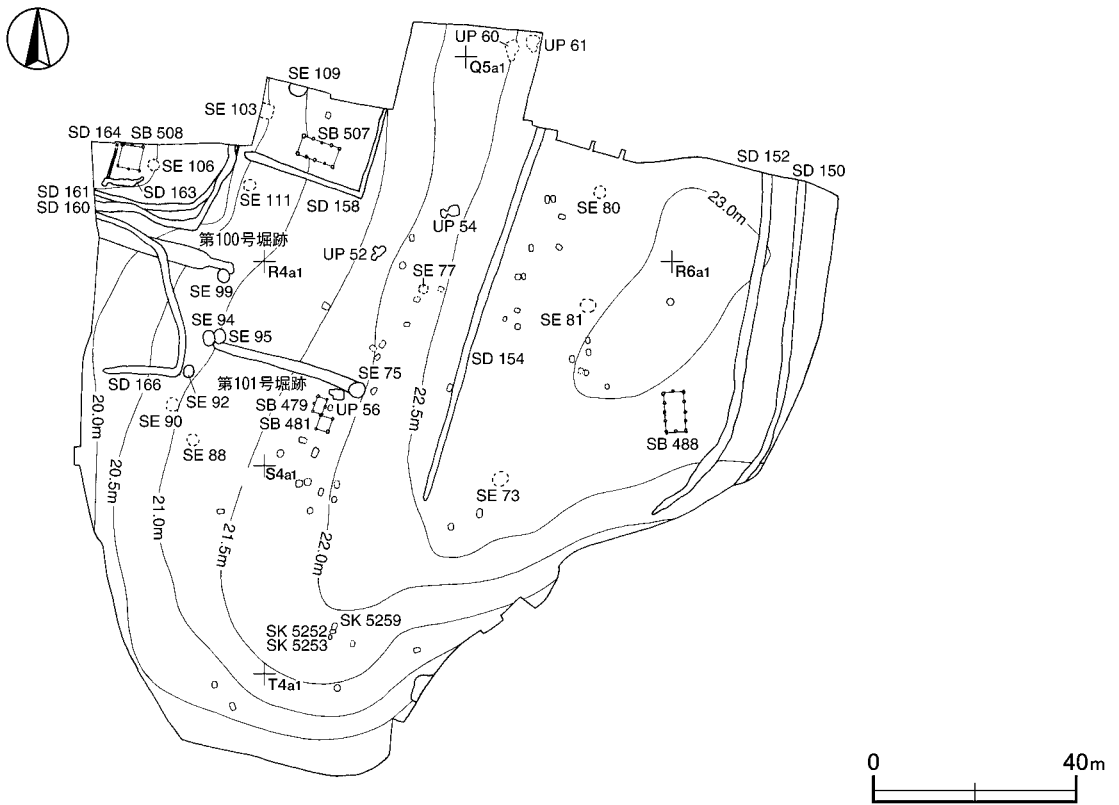 UP 60
UP 61
Q5a1
SE 109
SE 103
SB 507
SD 164
SB 508
SE 106
SD 152
SD 150
SD 161
SD 163
SE 111
SD 160
SD 158
SE 80
23.0m
UP 54
第100号堀跡
UP 52
R4a1
SE 77
R6a1
SE 99
SE 94
SE 95
SE 81
SD 154
SE 75
SD 166
第101号堀跡
SE 92
SB 479
UP 56
20.0m
SE 90
SB 481
22.5m
SB 488
SE 88
S4a1
20.5m
21.0m
SE 73
21.5m
22.0m
SK 5259
SK 5252
SK 5253
T4a1
0
40m